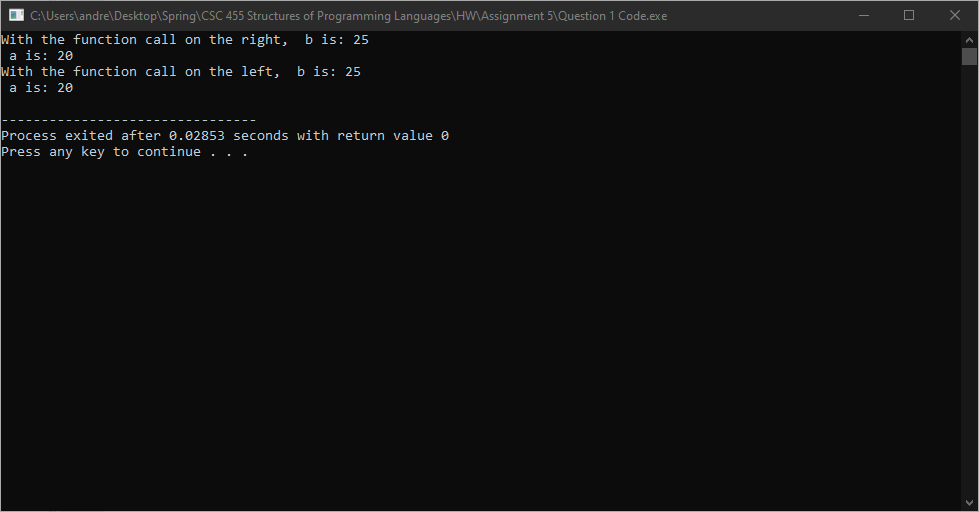 C:\Users\andre\Desktop\Spring\CSC 455 Structures of Programming Languages\HW\Assignment 5\Question 1 Code.exe
With the function call on the right,  b is: 25
 a is: 20
With the function call on the left,  b is: 25
 a is: 20

--------------------------------
Process exited after 0.02853 seconds with return value 0
Press any key to continue . . .